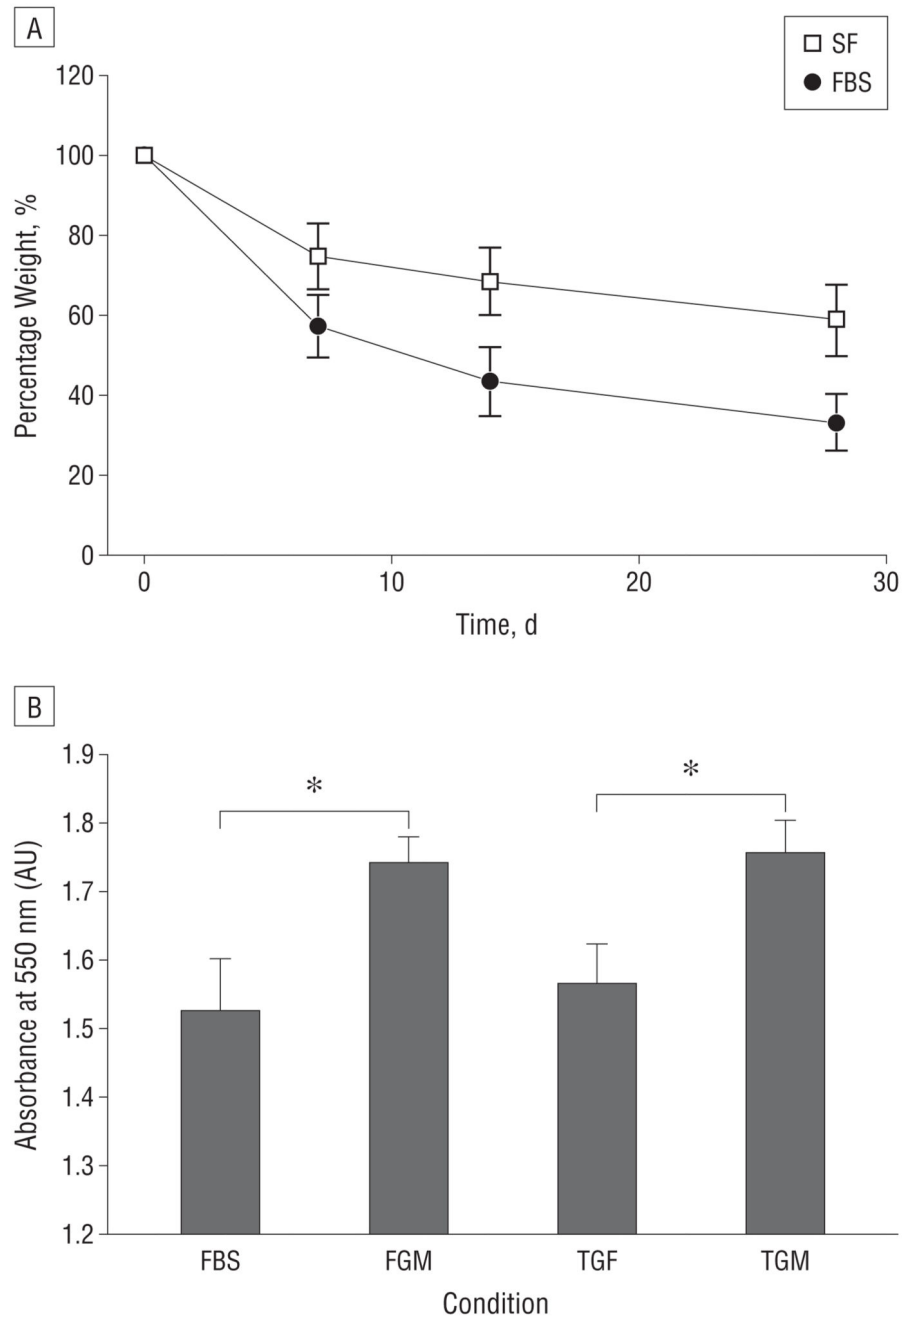 A
SF
FBS
120
100
80
60
40
20
0
Percentage Weight, %
0 10 20 30
Time, d
B
1.9
1.8
1.7
1.6
1.5
1.4
1.3
1.2
Absorbance at 550 nm (AU)
* *
FBS FGM TGF TGM
Condition